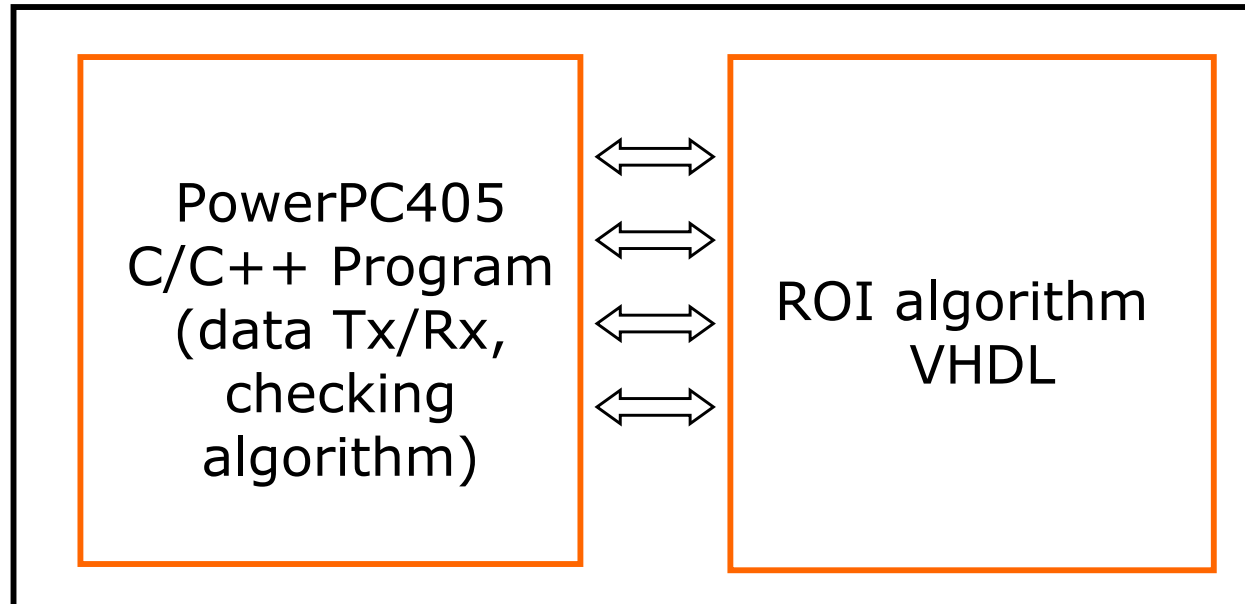 PowerPC405
C/C++ Program
(data Tx/Rx,
checking
algorithm)
ROI algorithm
VHDL